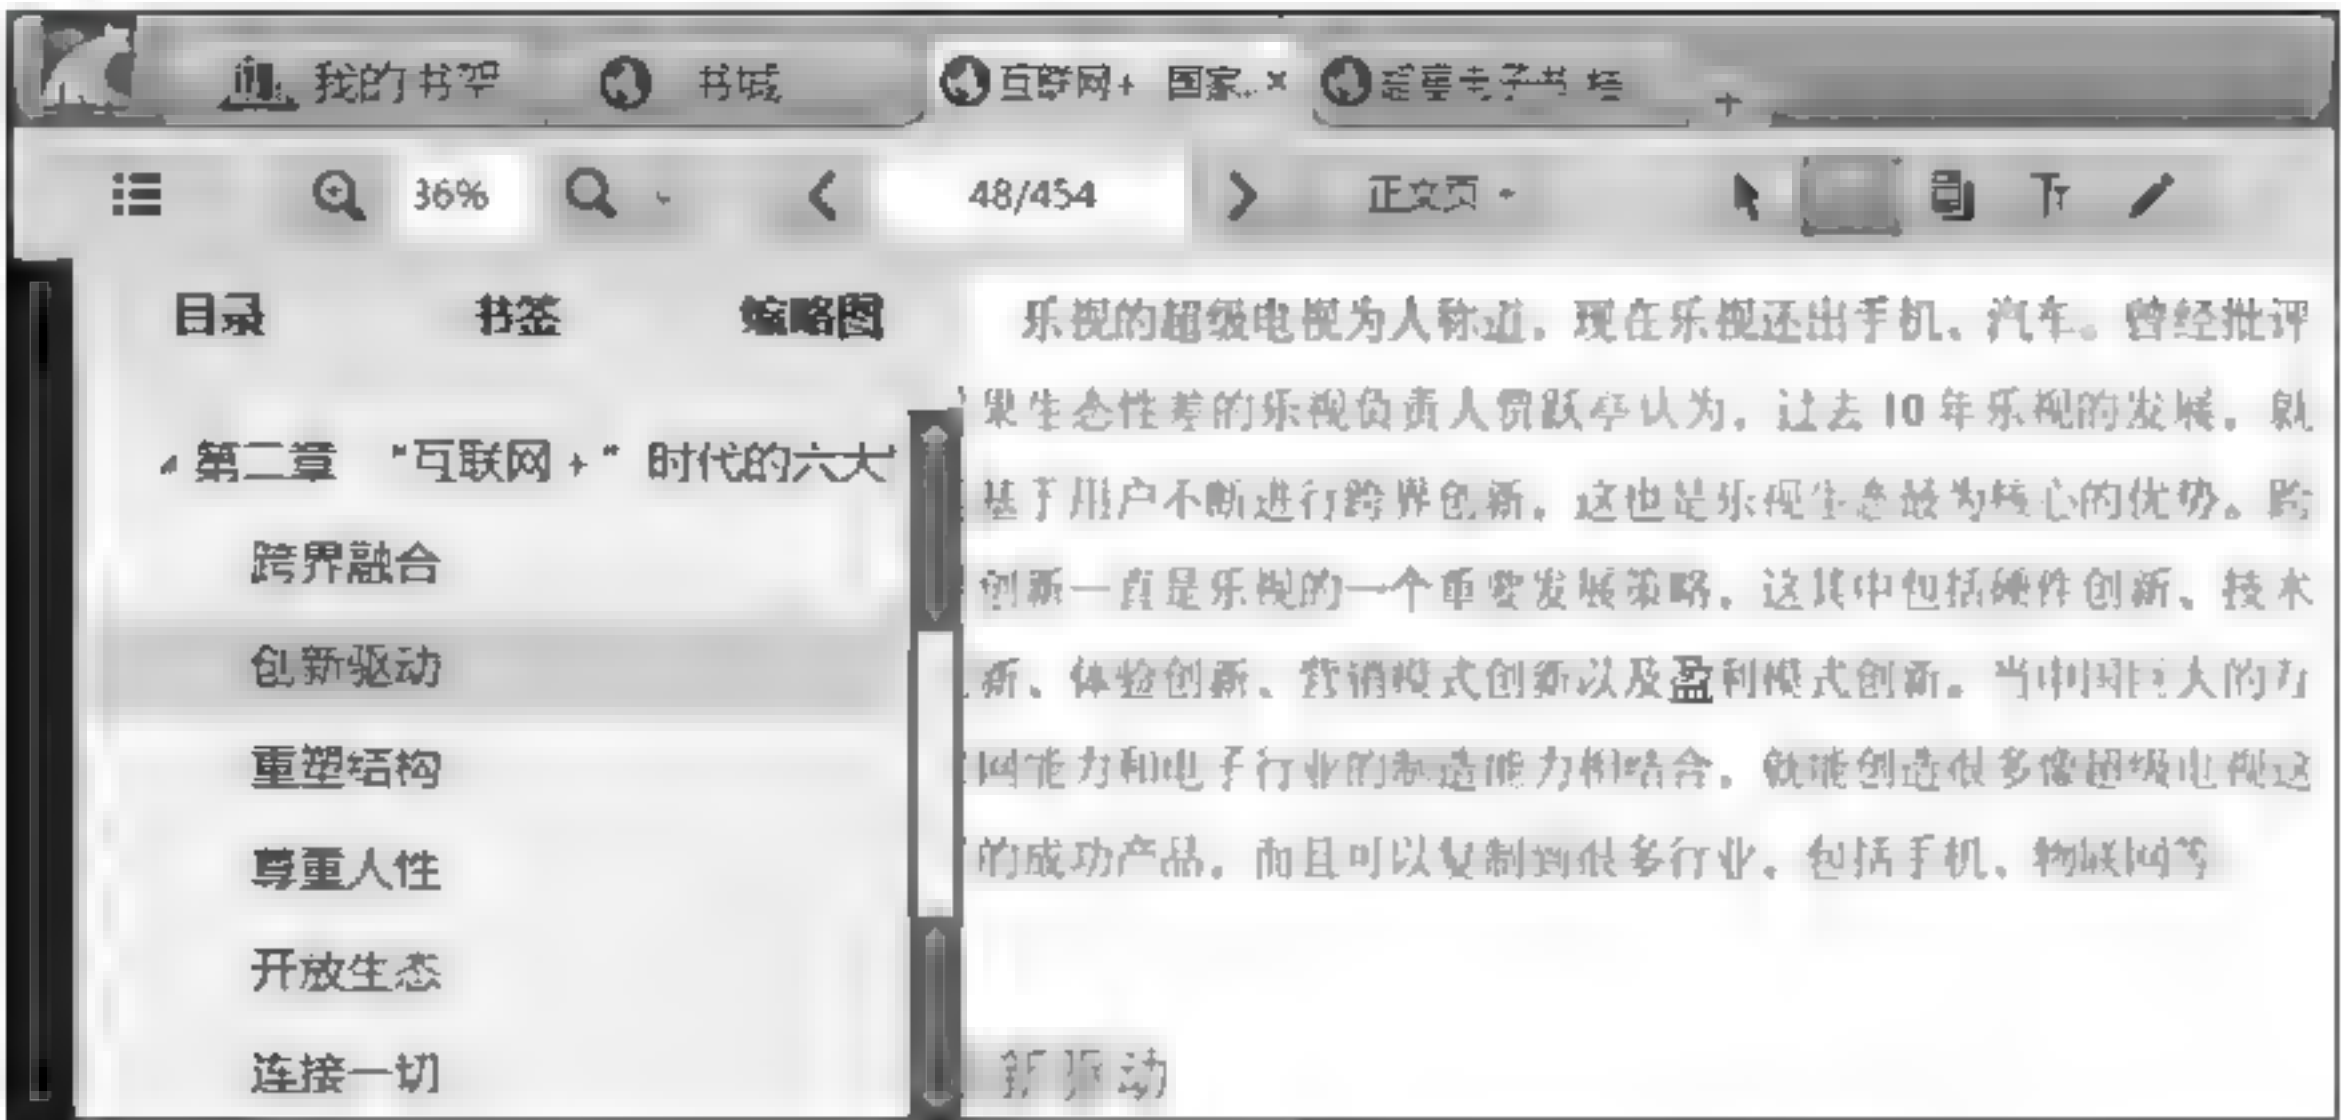 我的书架 书城 互联网+ 国家.. × 电子书
36% 48/454 正文页
目录 书签 缩略图
第二章 “互联网+” 时代的六大
跨界融合
创新驱动
重塑结构
尊重人性
开放生态
连接一切
乐视的超级电视为人称道，现在乐视还出手机、汽车。曾经批评
果生态性差的乐视负责人贾跃亭认为，过去 10 年乐视的发展，就
基于用户不断进行跨界创新，这也是乐视生态最为核心的优势。跨
创新一直是乐视的一个重要发展策略，这其中包括硬件创新、技术
新、体验创新、营销模式创新以及盈利模式创新。当中国巨大的互
网能力和电子行业的制造能力相结合，就能创造很多像超级电视这
的成功产品，而且可以复制到很多行业，包括手机、物联网等
新驱动